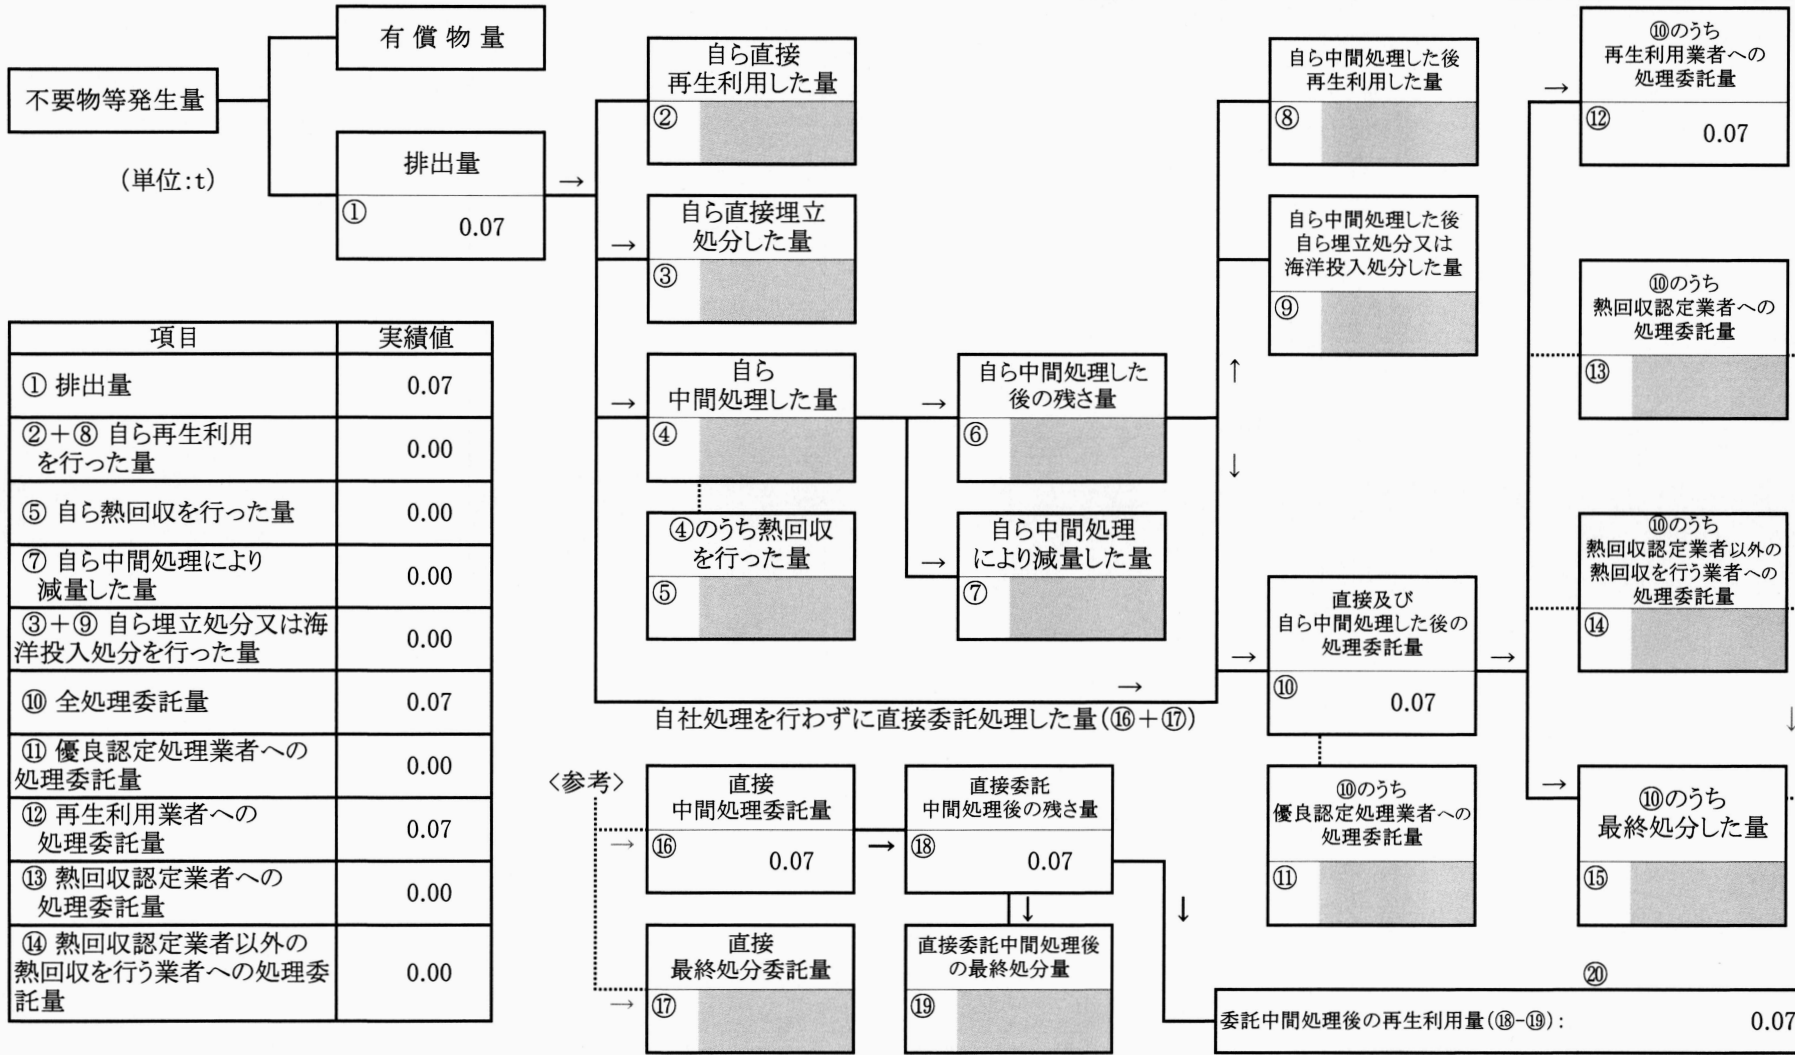 有償物量
不要物等発生量
(単位:t)
排出量
①
0.07
→
自ら直接
再生利用した量
②
→
自ら直接埋立
処分した量
③
→
自ら
中間処理した量
④
④のうち熱回収
を行った量
⑤
→
自ら中間処理した
後の残さ量
⑥
→
自ら中間処理
により減量した量
⑦
↑
↓
自ら中間処理した後
再生利用した量
⑧
自ら中間処理した後
自ら埋立処分又は
海洋投入処分した量
⑨
→
自社処理を行わずに直接委託処理した量(⑯+⑰)
→
直接及び
自ら中間処理した後の
処理委託量
⑩
0.07
→
⑩のうち
優良認定処理業者への
処理委託量
⑪
→
⑩のうち
再生利用業者への
処理委託量
⑫
0.07
⑩のうち
熱回収認定業者への
処理委託量
⑬
⑩のうち
熱回収認定業者以外の
熱回収を行う業者への
処理委託量
⑭
↓
→
⑩のうち
最終処分した量
⑮
項目 実績値
① 排出量 0.07
②+⑧ 自ら再生利用
を行った量 0.00
⑤ 自ら熱回収を行った量 0.00
⑦ 自ら中間処理により
減量した量 0.00
③+⑨ 自ら埋立処分又は海
洋投入処分を行った量 0.00
⑩ 全処理委託量 0.07
⑪ 優良認定処理業者への
処理委託量 0.00
⑫ 再生利用業者への
処理委託量 0.07
⑬ 熱回収認定業者への
処理委託量 0.00
⑭ 熱回収認定業者以外の
熱回収を行う業者への処理委
託量 0.00
〈参考〉
→
直接
中間処理委託量
⑯
0.07
→
直接委託
中間処理後の残さ量
⑱
0.07
→
直接
最終処分委託量
⑰
↓
直接委託中間処理後
の最終処分量
⑲
↓
⑳
委託中間処理後の再生利用量(⑱-⑲): 0.07